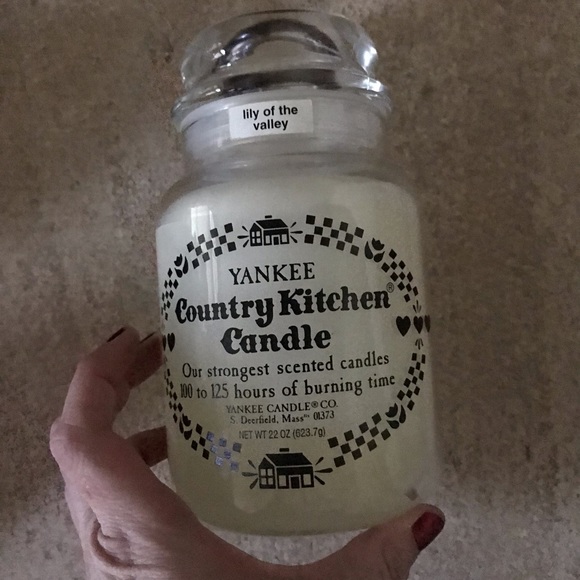 lily of the
valley
YANKEE
Country Kitchen®
Candle
Our strongest scented candles
100 to 125 hours of burning time
YANKEE CANDLE® CO.
S. Deerfield, Mass 01373
NET WT 22 OZ (623.7g)